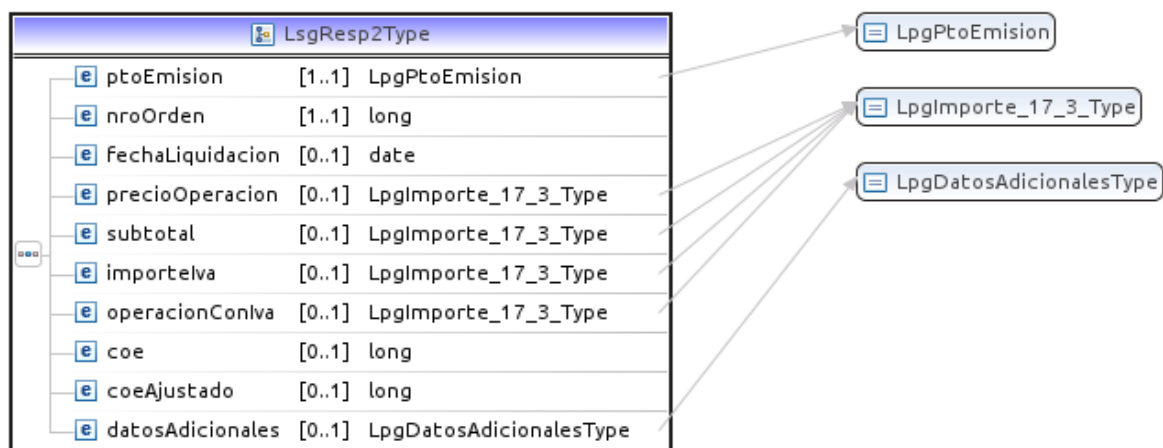 LsgResp2Type
e ptoEmision [1..1] LpgPtoEmision
e nroOrden [1..1] long
e fechaLiquidacion [0..1] date
e precioOperacion [0..1] LpgImporte_17_3_Type
e subtotal [0..1] LpgImporte_17_3_Type
e importeIva [0..1] LpgImporte_17_3_Type
e operacionConIva [0..1] LpgImporte_17_3_Type
e coe [0..1] long
e coeAjustado [0..1] long
e datosAdicionales [0..1] LpgDatosAdicionalesType
LpgPtoEmision
LpgImporte_17_3_Type
LpgDatosAdicionalesType